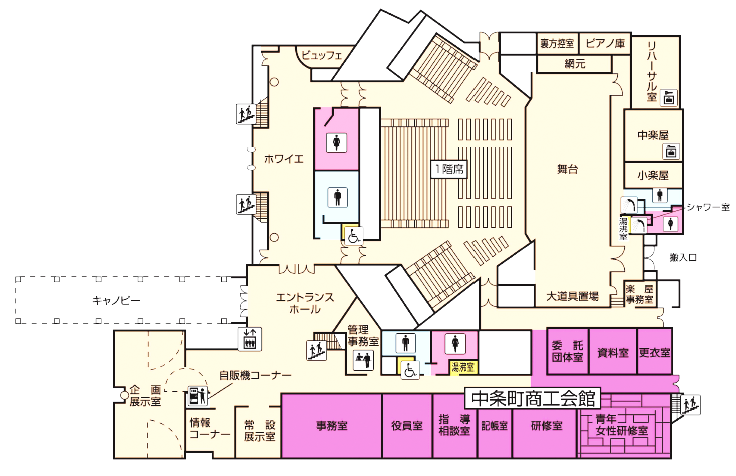 ビュッフェ
裏方控室
ピアノ庫
網元
リハーサル室
ホワイエ
1階席
舞台
中楽屋
小楽屋
シャワー室
湯沸室
搬入口
キャノピー
エントランス
ホール
大道具置場
楽屋
事務室
管理
事務室
湯沸室
委託
団体室
資料室
更衣室
自販機コーナー
企画
展示室
情報
コーナー
常設
展示室
中条町商工会館
事務室
役員室
指導
相談室
記帳室
研修室
青年
女性研修室